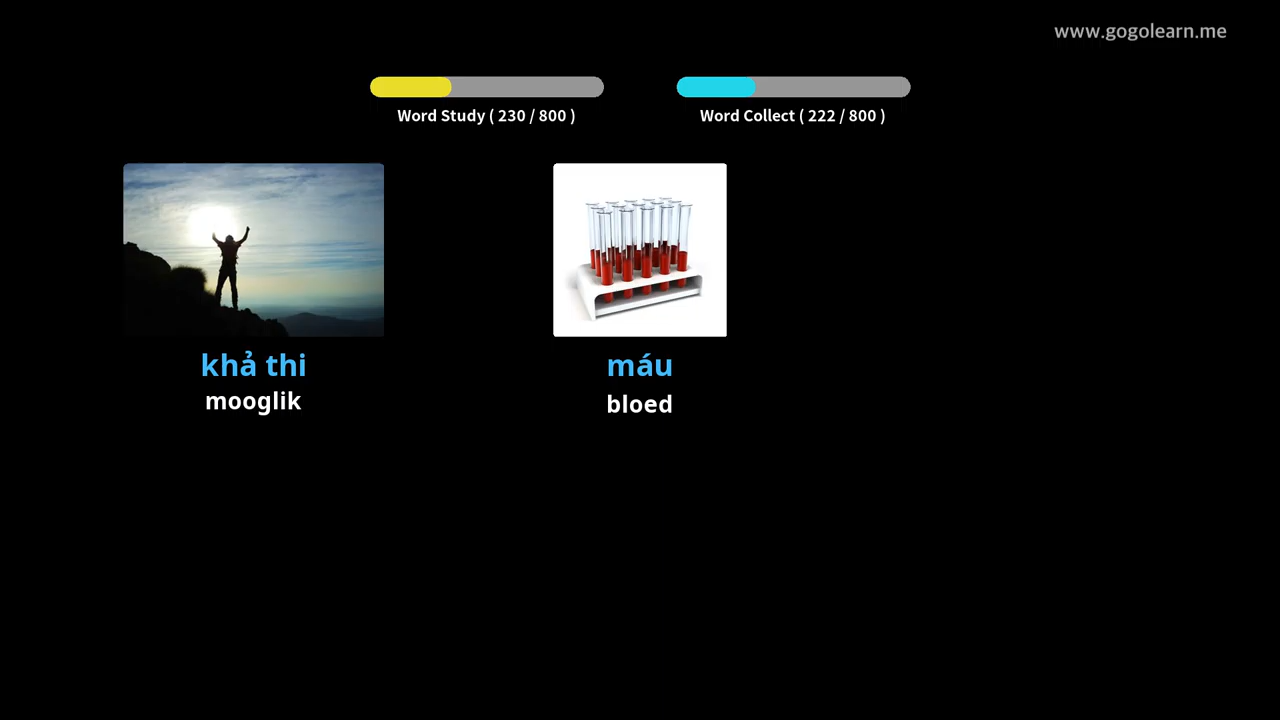 www.gogolearn.me
Word Study ( 230 / 800 )
Word Collect ( 222 / 800 )
khả thi
mooglik
máu
bloed